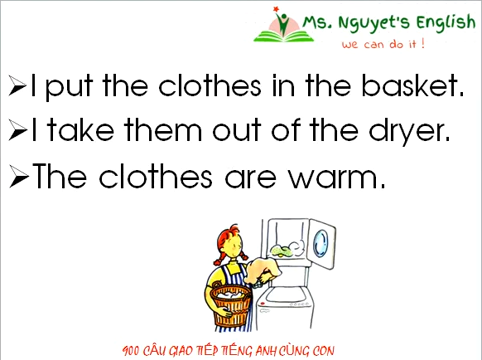 Ms. Nguyet's English
we can do it !
➢I put the clothes in the basket.
➢I take them out of the dryer.
➢The clothes are warm.
900 CÂU GIAO TIẾP TIẾNG ANH CÙNG CON